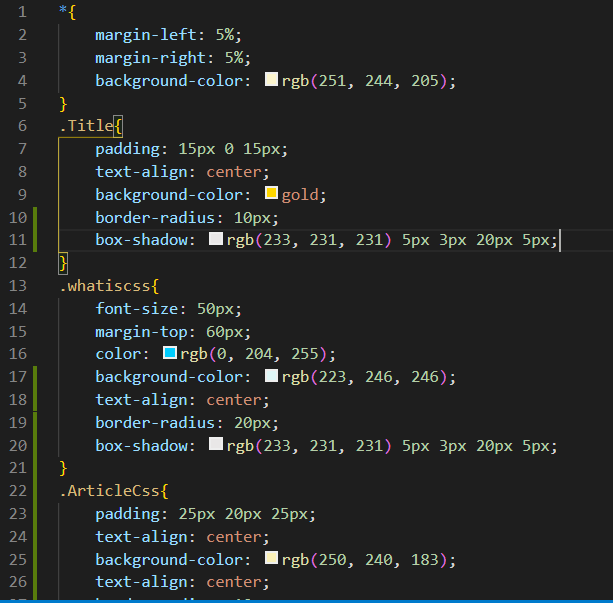 1 *{
2 margin-left: 5%;
3 margin-right: 5%;
4 background-color: rgb(251, 244, 205);
5 }
6 .Title{
7 padding: 15px 0 15px;
8 text-align: center;
9 background-color: gold;
10 border-radius: 10px;
11 box-shadow: rgb(233, 231, 231) 5px 3px 20px 5px;
12 }
13 .whatiscss{
14 font-size: 50px;
15 margin-top: 60px;
16 color: rgb(0, 204, 255);
17 background-color: rgb(223, 246, 246);
18 text-align: center;
19 border-radius: 20px;
20 box-shadow: rgb(233, 231, 231) 5px 3px 20px 5px;
21 }
22 .ArticleCss{
23 padding: 25px 20px 25px;
24 text-align: center;
25 background-color: rgb(250, 240, 183);
26 text-align: center;